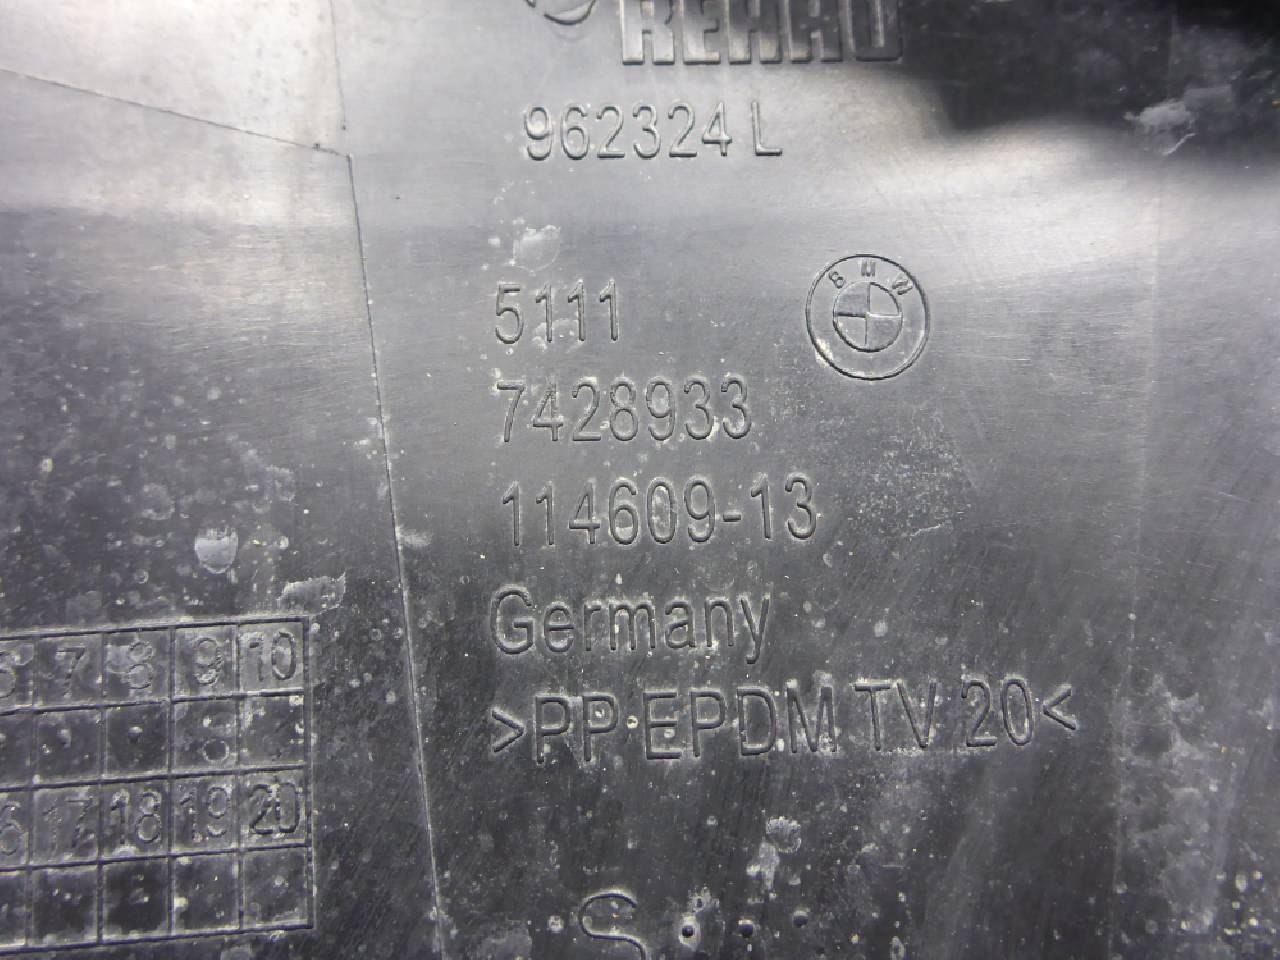 REHAU
962324 L
BMW
5111
7428933
114609-13
Germany
>PP EPDM TV 20<
7 8 9 10
17 18 19 20
S